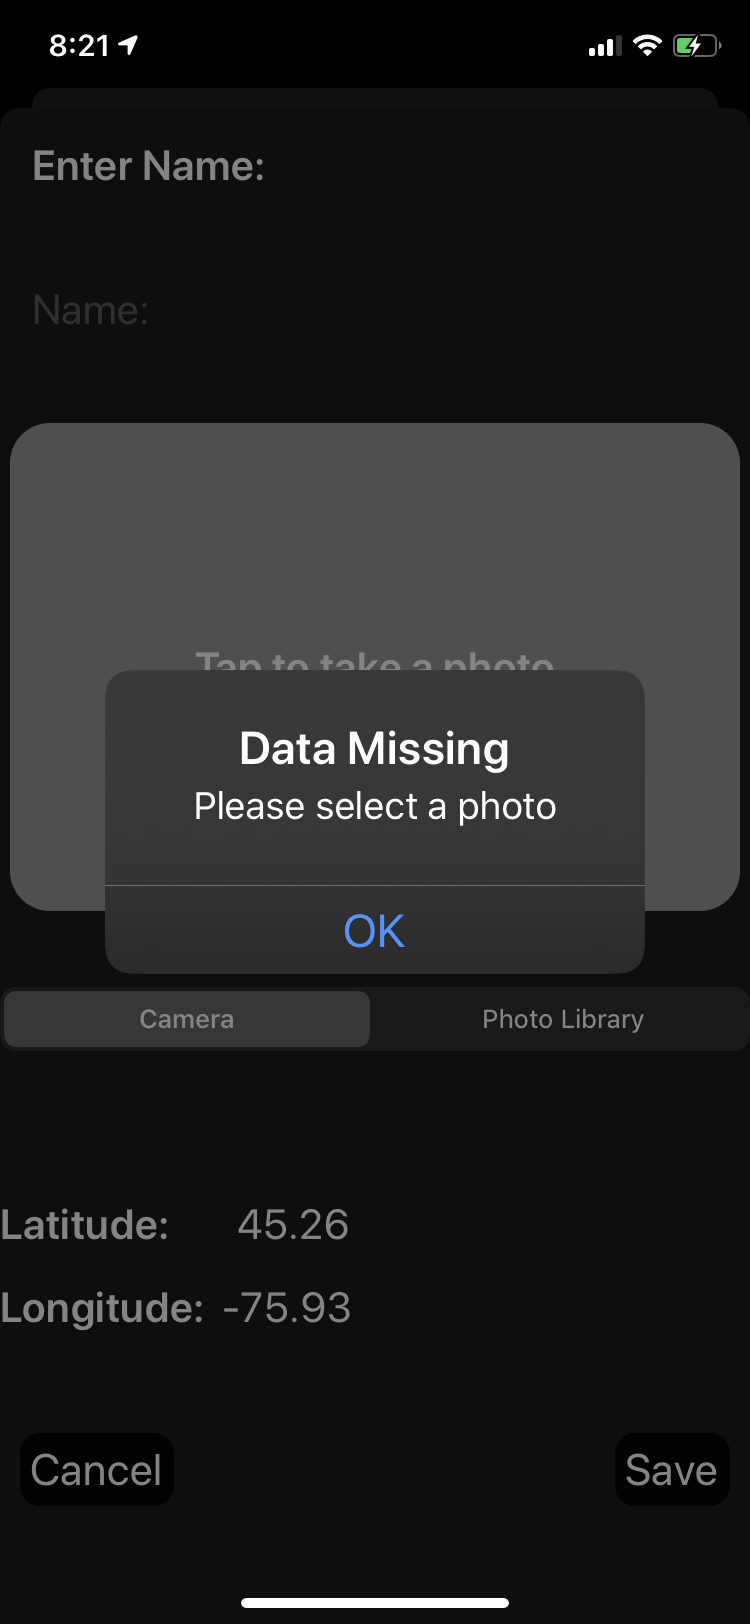 8:21
Enter Name:
Name:
Tap to take a photo
Data Missing
Please select a photo
OK
Camera
Photo Library
Latitude: 45.26
Longitude: -75.93
Cancel
Save